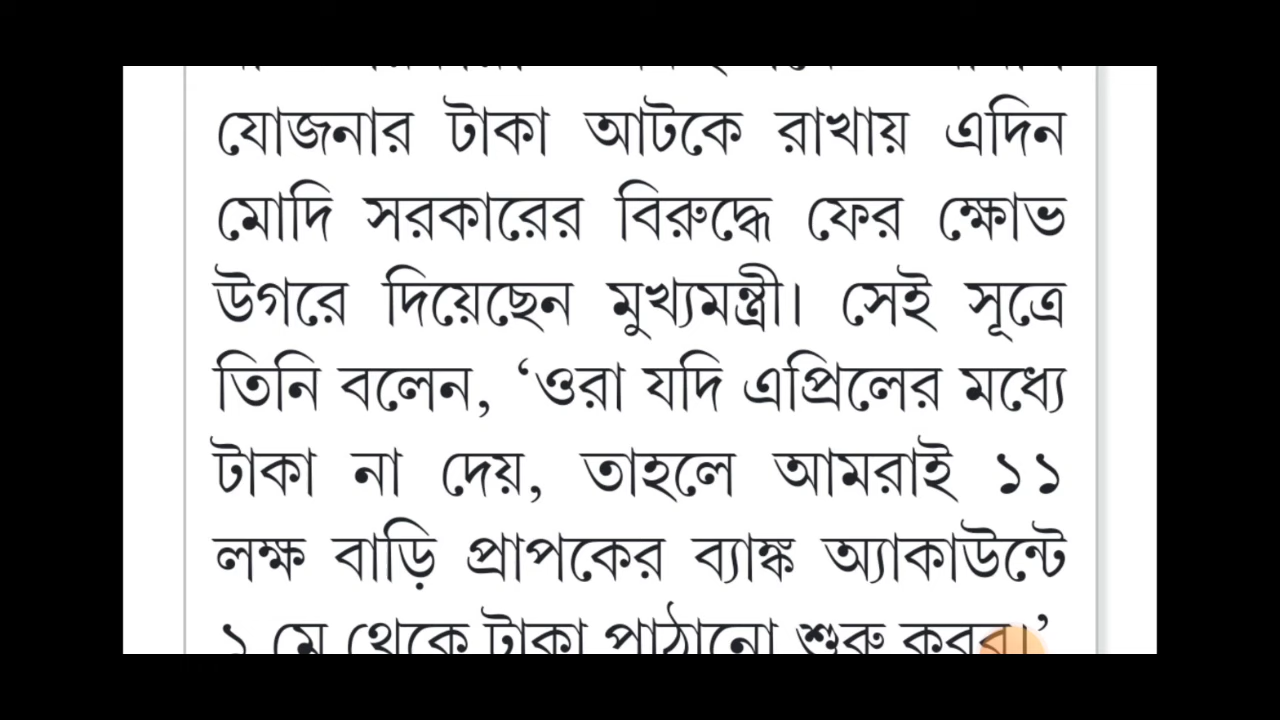 যোজনার টাকা আটকে রাখায় এদিন
মোদি সরকারের বিরুদ্ধে ফের ক্ষোভ
উগরে দিয়েছেন মুখ্যমন্ত্রী। সেই সূত্রে
তিনি বলেন, ‘ওরা যদি এপ্রিলের মধ্যে
টাকা না দেয়, তাহলে আমরাই ১১
লক্ষ বাড়ি প্রাপকের ব্যাঙ্ক অ্যাকাউন্টে
১ মে থেকে টাকা পাঠানো শুরু করব।’